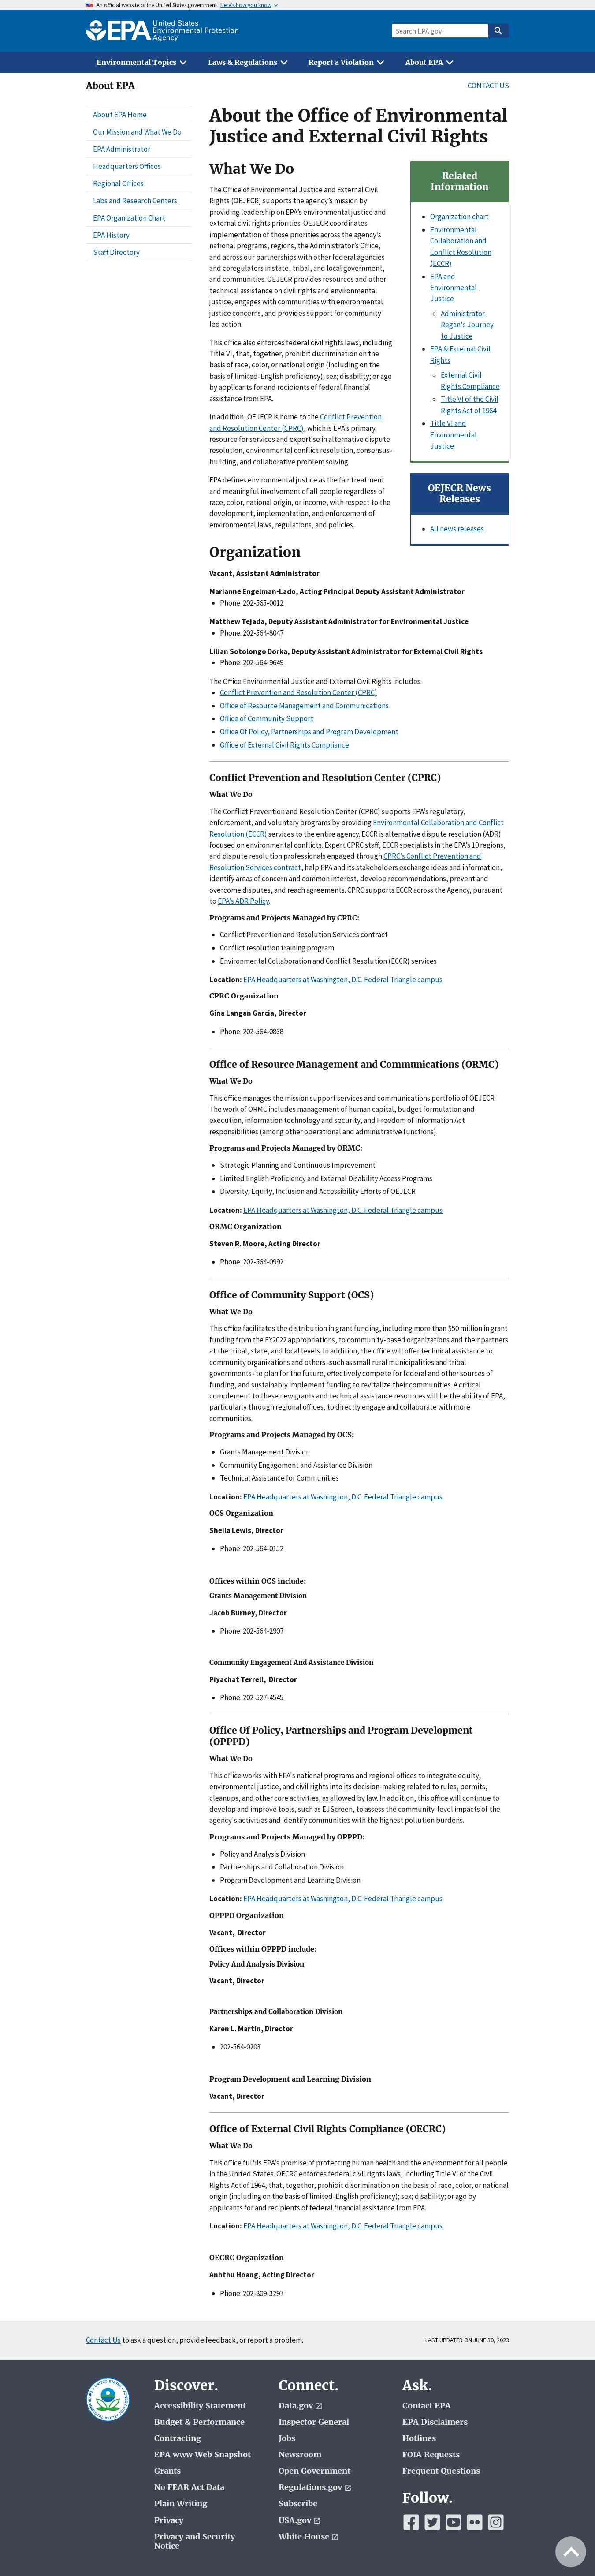 An official website of the United States government Here's how you know
EPA United States
Environmental Protection
Agency
Search EPA.gov
Environmental Topics
Laws & Regulations
Report a Violation
About EPA
About EPA
CONTACT US
About EPA Home
Our Mission and What We Do
EPA Administrator
Headquarters Offices
Regional Offices
Labs and Research Centers
EPA Organization Chart
EPA History
Staff Directory
About the Office of Environmental
Justice and External Civil Rights
What We Do
The Office of Environmental Justice and External Civil
Rights (OEJECR) supports the agency's mission by
providing leadership on EPA's environmental justice and
external civil rights priorities. OEJECR coordinates
implementation of these priorities across the agency's
national programs, regions, the Administrator's Office,
and across our partnerships with other federal agencies
and coregulators in state, tribal, and local government,
and communities. OEJECR provides resources and other
technical assistance on civil rights and environmental
justice, engages communities with environmental
justice concerns, and provides support for community-
led action.
This office fulfills enforces federal civil rights laws, including
Title VI, that, together, prohibit discrimination on the
basis of race, color, or national origin (including on the
basis of limited-English proficiency); sex; disability; or age
by applicants for and recipients of federal financial
assistance from EPA.
In addition, OEJECR is home to the Conflict Prevention
and Resolution Center (CPRC), which is EPA's primary
resource for services and expertise in alternative dispute
resolution, environmental conflict resolution, consensus-
building, and collaborative problem solving.
EPA defines environmental justice as the fair treatment
and meaningful involvement of all people regardless of
race, color, national origin, or income, with respect to the
development, implementation, and enforcement of
environmental laws, regulations, and policies.
Related
Information
Organization chart
Environmental
Collaboration and
Conflict Resolution
(ECCR)
EPA and
Environmental
Justice
Administrator
Regan's Journey
to Justice
EPA & External Civil
Rights
External Civil
Rights Compliance
Title VI of the Civil
Rights Act of 1964
Title VI and
Environmental
Justice
OEJECR News
Releases
All news releases
Organization
Vacant, Assistant Administrator
Marianne Engelman-Lado, Acting Principal Deputy Assistant Administrator
Phone: 202-565-0012
Matthew Tejada, Deputy Assistant Administrator for Environmental Justice
Phone: 202-564-8047
Lilian Sotolongo Dorka, Deputy Assistant Administrator for External Civil Rights
Phone: 202-564-9649
The Office Environmental Justice and External Civil Rights includes:
Conflict Prevention and Resolution Center (CPRC)
Office of Resource Management and Communications
Office of Community Support
Office Of Policy, Partnerships and Program Development
Office of External Civil Rights Compliance
Conflict Prevention and Resolution Center (CPRC)
What We Do
The Conflict Prevention and Resolution Center (CPRC) supports EPA's regulatory,
enforcement, and voluntary programs by providing Environmental Collaboration and Conflict
Resolution (ECCR) services to the entire agency. ECCR is alternative dispute resolution (ADR)
focused on environmental conflicts. Expert CPRC staff, ECCR specialists in the EPA's 10 regions,
and dispute resolution professionals engaged through CPRC's Conflict Prevention and
Resolution Services contract, help EPA and its stakeholders exchange ideas and information,
identify areas of concern and common interest, develop recommendations, prevent and
overcome disputes, and reach agreements. CPRC supports ECCR across the Agency, pursuant
to EPA's ADR Policy.
Programs and Projects Managed by CPRC:
Conflict Prevention and Resolution Services contract
Conflict resolution training program
Environmental Collaboration and Conflict Resolution (ECCR) services
Location: EPA Headquarters at Washington, D.C. Federal Triangle campus
CPRC Organization
Gina Langan Garcia, Director
Phone: 202-564-0838
Office of Resource Management and Communications (ORMC)
What We Do
This office manages the mission support services and communications portfolio of OEJECR.
The work of ORMC includes management of human capital, budget formulation and
execution, information technology and security, and Freedom of Information Act
responsibilities (among other operational and administrative functions).
Programs and Projects Managed by ORMC:
Strategic Planning and Continuous Improvement
Limited English Proficiency and External Disability Access Programs
Diversity, Equity, Inclusion and Accessibility Efforts of OEJECR
Location: EPA Headquarters at Washington, D.C. Federal Triangle campus
ORMC Organization
Steven R. Moore, Acting Director
Phone: 202-564-0992
Office of Community Support (OCS)
What We Do
This office facilitates the distribution in grant funding, including more than $50 million in grant
funding from the FY2022 appropriations, to community-based organizations and their partners
at the tribal, state, and local levels. In addition, the office will offer technical assistance to
community organizations and others -such as small rural municipalities and tribal
governments -to plan for the future, effectively compete for federal and other sources of
funding, and sustainably implement funding to revitalize their communities. A critical
complement to these new grants and technical assistance resources will be the ability of EPA,
particularly through regional offices, to directly engage and collaborate with more
communities.
Programs and Projects Managed by OCS:
Grants Management Division
Community Engagement and Assistance Division
Technical Assistance for Communities
Location: EPA Headquarters at Washington, D.C. Federal Triangle campus
OCS Organization
Sheila Lewis, Director
Phone: 202-564-0152
Offices within OCS include:
Grants Management Division
Jacob Burney, Director
Phone: 202-564-2907
Community Engagement And Assistance Division
Piyachat Terrell, Director
Phone: 202-527-4545
Office Of Policy, Partnerships and Program Development
(OPPPD)
What We Do
This office works with EPA's national programs and regional offices to integrate equity,
environmental justice, and civil rights into its decision-making related to rules, permits,
cleanups, and other core activities, as allowed by law. In addition, this office will continue to
develop and improve tools, such as EJScreen, to assess the community-level impacts of the
agency's activities and identify communities with the highest pollution burdens.
Programs and Projects Managed by OPPPD:
Policy and Analysis Division
Partnerships and Collaboration Division
Program Development and Learning Division
Location: EPA Headquarters at Washington, D.C. Federal Triangle campus
OPPPD Organization
Vacant, Director
Offices within OPPPD include:
Policy And Analysis Division
Vacant, Director
Partnerships and Collaboration Division
Karen L. Martin, Director
202-564-0203
Program Development and Learning Division
Vacant, Director
Office of External Civil Rights Compliance (OECRC)
What We Do
This office fulfils EPA's promise of protecting human health and the environment for all people
in the United States. OECRC enforces federal civil rights laws, including Title VI of the Civil
Rights Act of 1964, that, together, prohibit discrimination on the basis of race, color, or national
origin (including on the basis of limited-English proficiency); sex; disability; or age by
applicants for and recipients of federal financial assistance from EPA.
Location: EPA Headquarters at Washington, D.C. Federal Triangle campus
OECRC Organization
Anhthu Hoang, Acting Director
Phone: 202-809-3297
Contact Us to ask a question, provide feedback, or report a problem.
LAST UPDATED ON JUNE 30, 2023
Discover.
Accessibility Statement
Budget & Performance
Contracting
EPA www Web Snapshot
Grants
No FEAR Act Data
Plain Writing
Privacy
Privacy and Security
Notice
Connect.
Data.gov
Inspector General
Jobs
Newsroom
Open Government
Regulations.gov
Subscribe
USA.gov
White House
Ask.
Contact EPA
EPA Disclaimers
Hotlines
FOIA Requests
Frequent Questions
Follow.